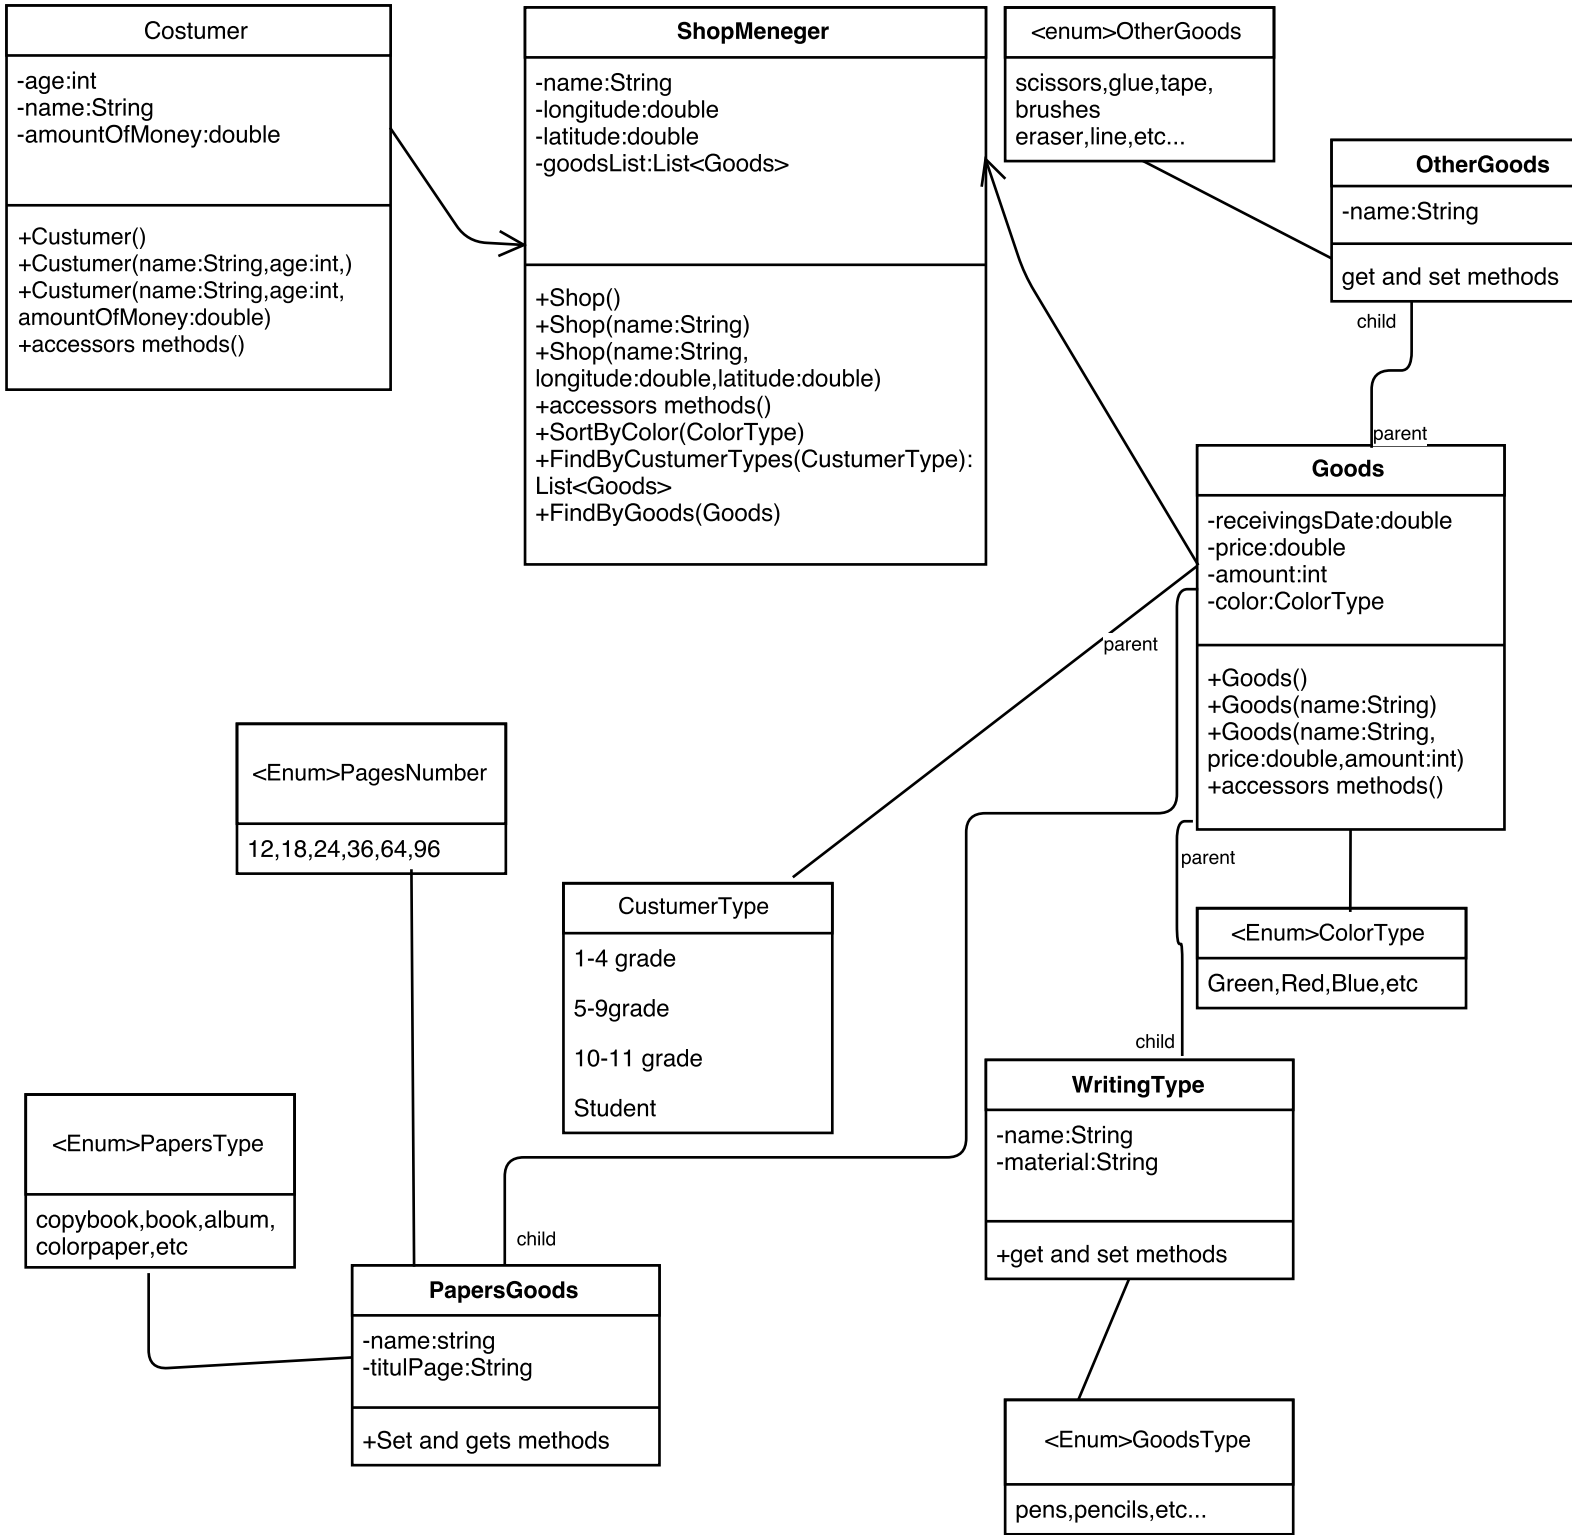 Costumer
-age:int
-name:String
-amountOfMoney:double
+Custumer()
+Custumer(name:String,age:int,)
+Custumer(name:String,age:int,
amountOfMoney:double)
+accessors methods()
ShopMeneger
-name:String
-longitude:double
-latitude:double
-goodsList:List<Goods>
+Shop()
+Shop(name:String)
+Shop(name:String,
longitude:double,latitude:double)
+accessors methods()
+SortByColor(ColorType)
+FindByCustumerTypes(CustumerType):
List<Goods>
+FindByGoods(Goods)
<enum>OtherGoods
scissors,glue,tape,
brushes
eraser,line,etc...
OtherGoods
-name:String
get and set methods
child
parent
Goods
-receivingsDate:double
-price:double
-amount:int
-color:ColorType
+Goods()
+Goods(name:String)
+Goods(name:String,
price:double,amount:int)
+accessors methods()
parent
parent
<Enum>ColorType
Green,Red,Blue,etc
<Enum>PagesNumber
12,18,24,36,64,96
CustumerType
1-4 grade
5-9grade
10-11 grade
Student
child
WritingType
-name:String
-material:String
+get and set methods
<Enum>PapersType
copybook,book,album,
colorpaper,etc
child
PapersGoods
-name:string
-titulPage:String
+Set and gets methods
<Enum>GoodsType
pens,pencils,etc...